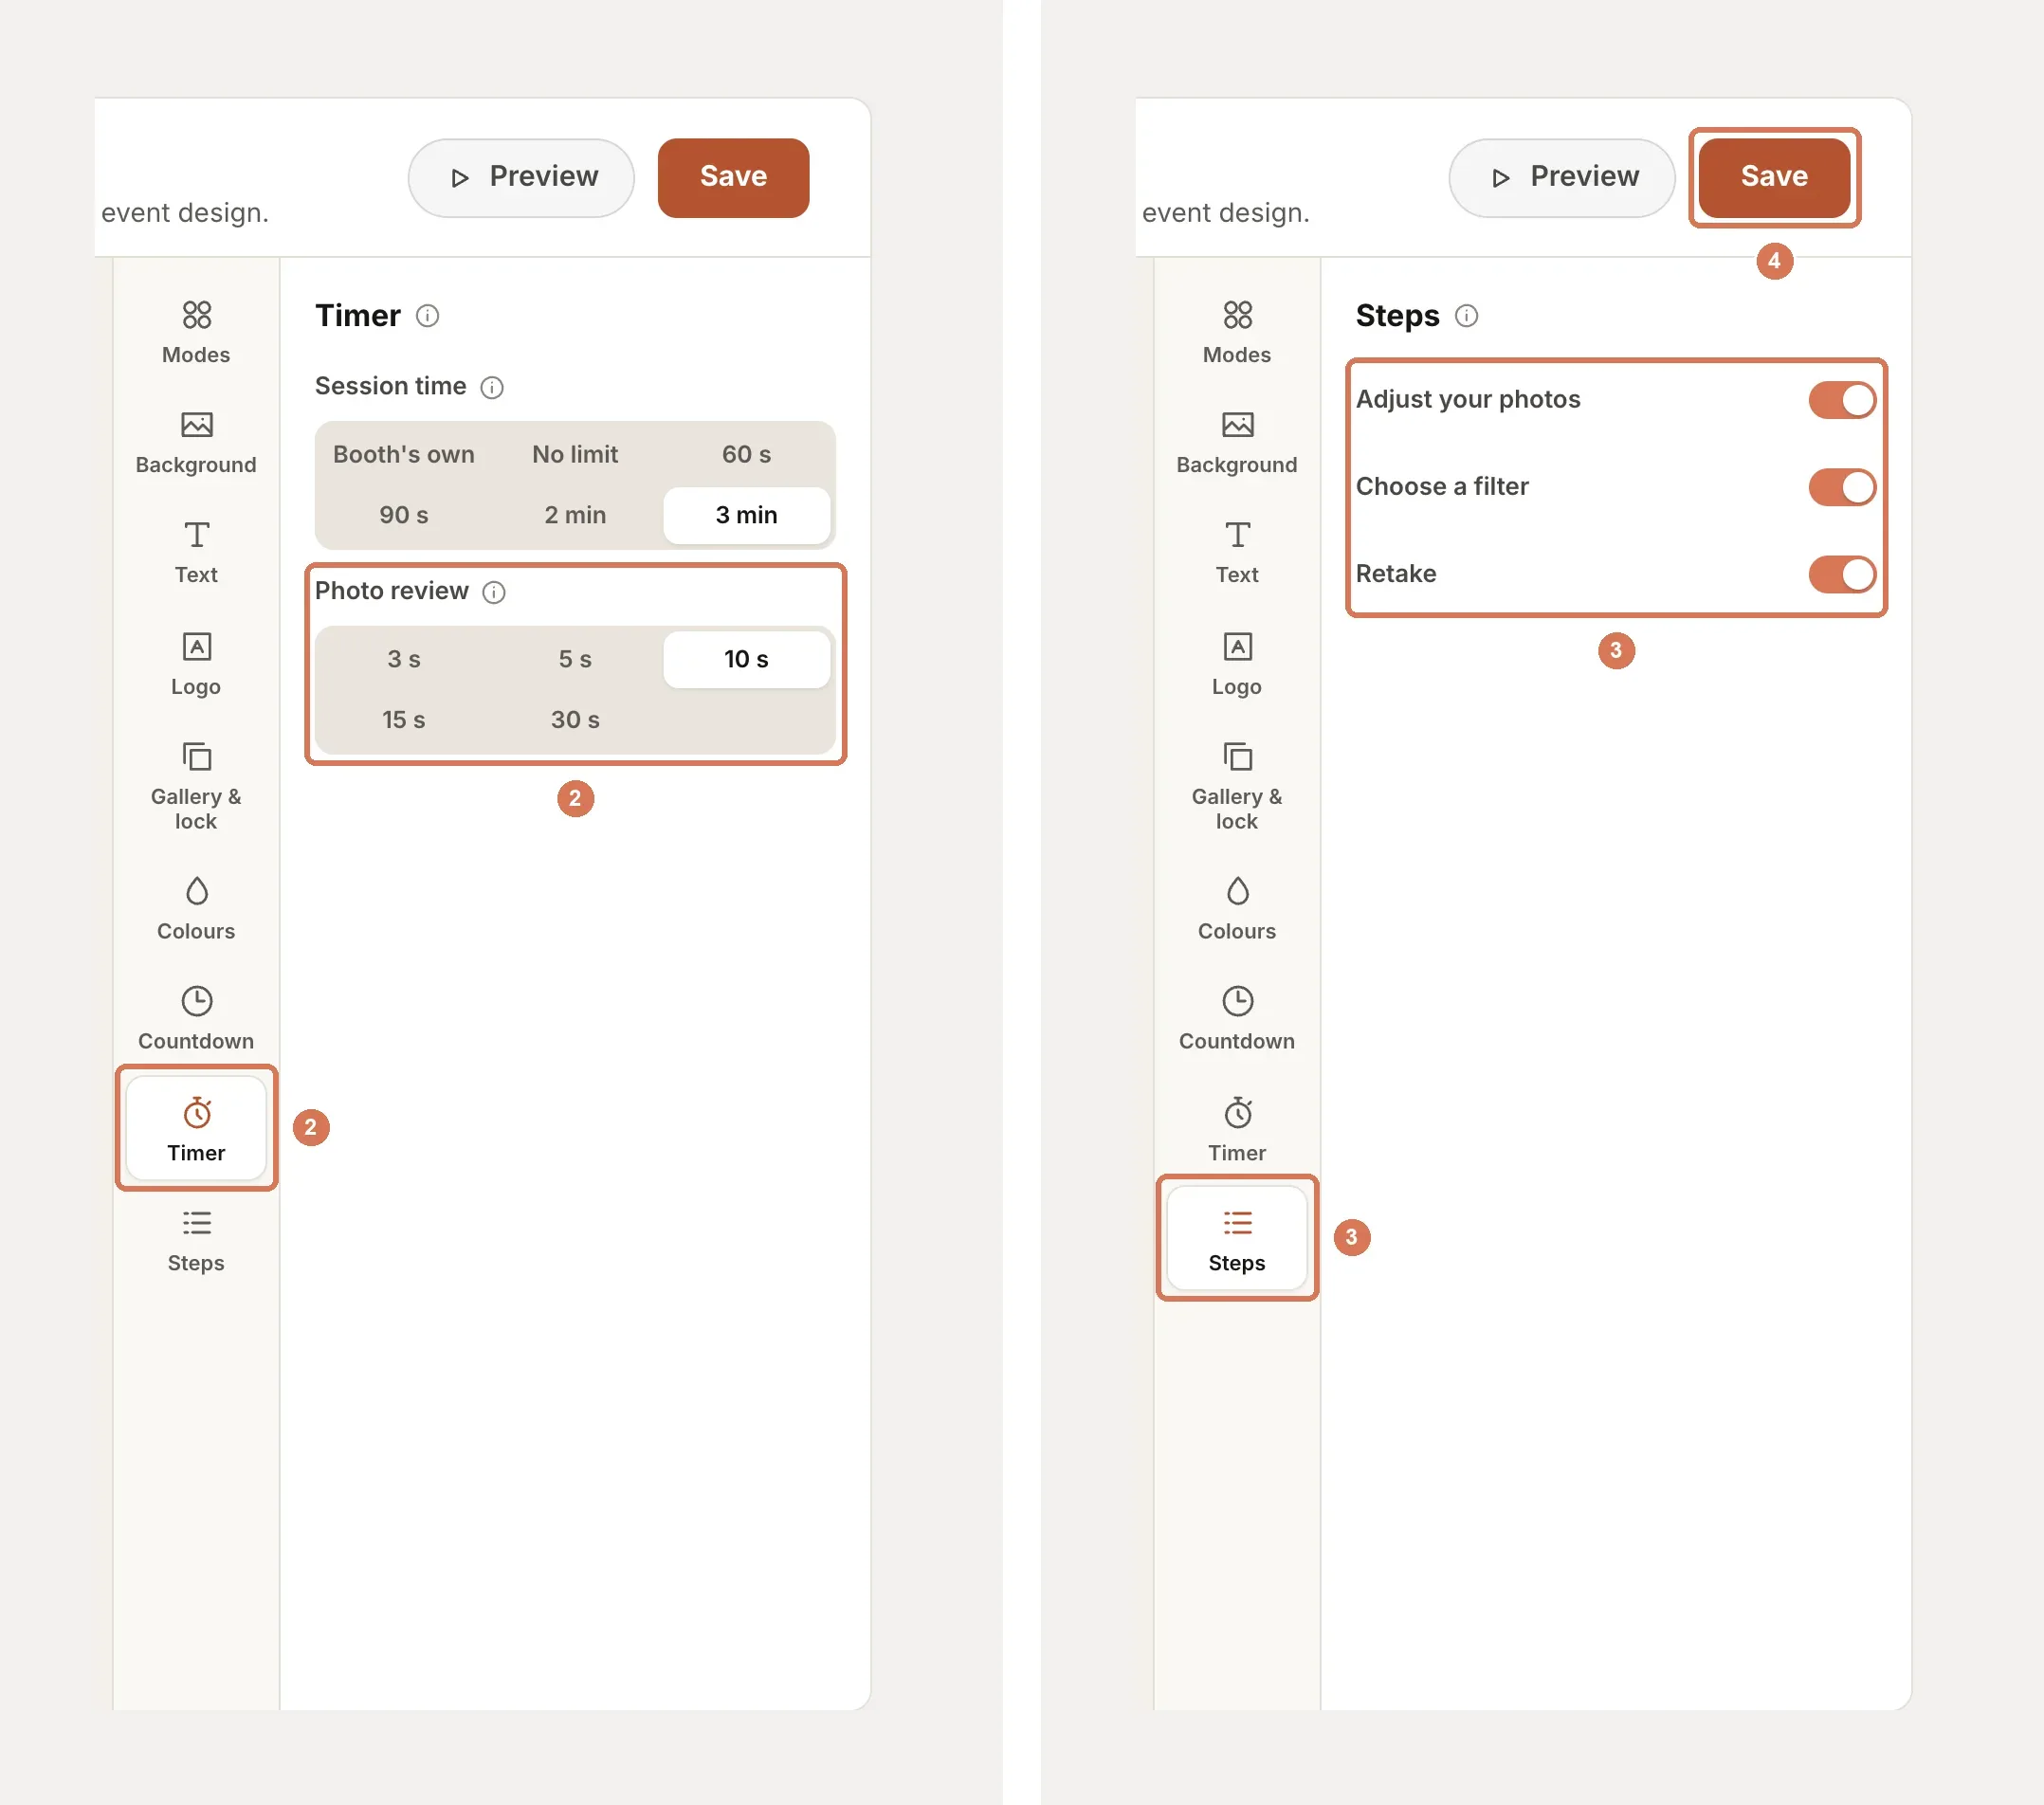 Preview
Save
event design.
Modes
Background
Text
Logo
Gallery &
lock
Colours
Countdown
Timer
2
Steps
Timer
Session time
Booth's own No limit 60 s
90 s 2 min 3 min
Photo review
3 s 5 s 10 s
15 s 30 s
2
Preview
Save
4
event design.
Modes
Background
Text
Logo
Gallery &
lock
Colours
Countdown
Timer
Steps
3
Steps
Adjust your photos
Choose a filter
Retake
3